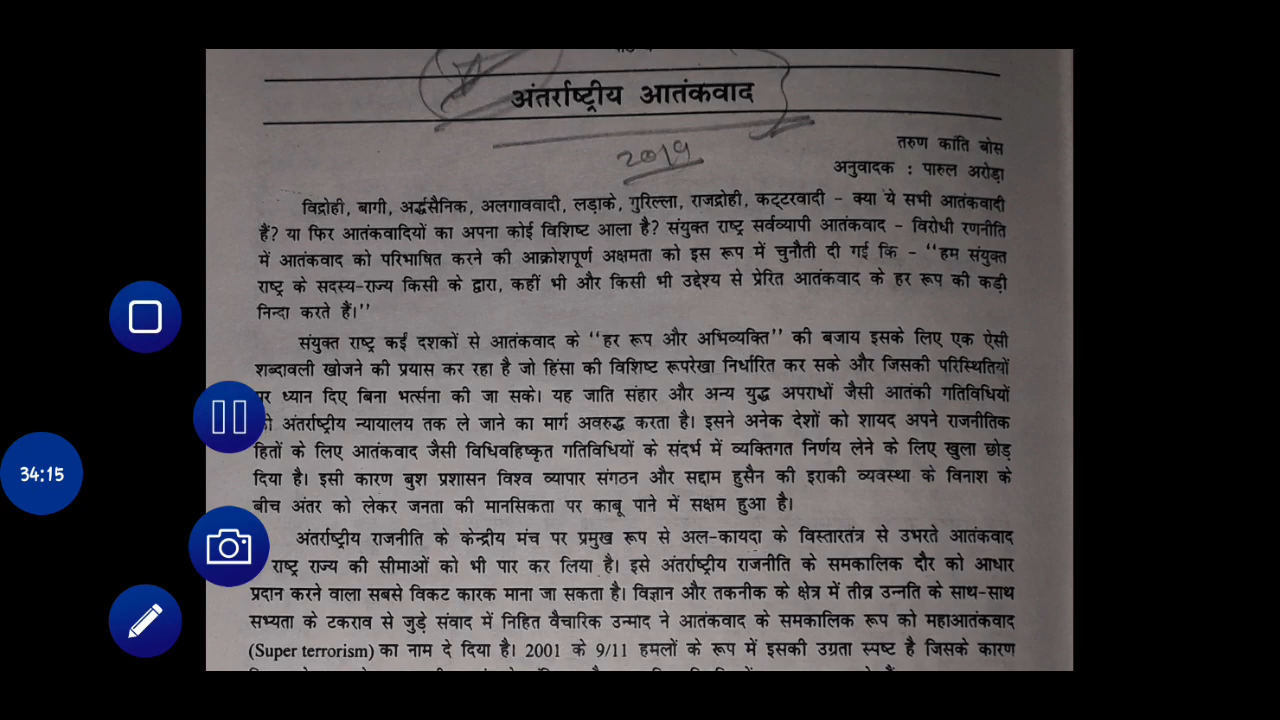 अंतर्राष्ट्रीय आतंकवाद
2019
तरुण कांति बोस
अनुवादक : पारुल अरोड़ा
विद्रोही, बागी, अर्द्धसैनिक, अलगाववादी, लड़ाके, गुरिल्ला, राजद्रोही, कट्टरवादी - क्या ये सभी आतंकवादी
हैं? या फिर आतंकवादियों का अपना कोई विशिष्ट आला है? संयुक्त राष्ट्र सर्वव्यापी आतंकवाद - विरोधी रणनीति
में आतंकवाद को परिभाषित करने की आक्रोशपूर्ण अक्षमता को इस रूप में चुनौती दी गई कि - ‘‘हम संयुक्त
राष्ट्र के सदस्य-राज्य किसी के द्वारा, कहीं भी और किसी भी उद्देश्य से प्रेरित आतंकवाद के हर रूप की कड़ी
निन्दा करते हैं।’’
संयुक्त राष्ट्र कई दशकों से आतंकवाद के ‘‘हर रूप और अभिव्यक्ति’’ की बजाय इसके लिए एक ऐसी
शब्दावली खोजने की प्रयास कर रहा है जो हिंसा की विशिष्ट रूपरेखा निर्धारित कर सके और जिसकी परिस्थितियों
पर ध्यान दिए बिना भर्त्सना की जा सके। यह जाति संहार और अन्य युद्ध अपराधों जैसी आतंकी गतिविधियों
अंतर्राष्ट्रीय न्यायालय तक ले जाने का मार्ग अवरुद्ध करता है। इसने अनेक देशों को शायद अपने राजनीतिक
हितों के लिए आतंकवाद जैसी विधिवहिष्कृत गतिविधियों के संदर्भ में व्यक्तिगत निर्णय लेने के लिए खुला छोड़
दिया है। इसी कारण बुश प्रशासन विश्व व्यापार संगठन और सद्दाम हुसैन की इराकी व्यवस्था के विनाश के
बीच अंतर को लेकर जनता की मानसिकता पर काबू पाने में सक्षम हुआ है।
अंतर्राष्ट्रीय राजनीति के केन्द्रीय मंच पर प्रमुख रूप से अल-कायदा के विस्तारतंत्र से उभरते आतंकवाद
34:15
राष्ट्र राज्य की सीमाओं को भी पार कर लिया है। इसे अंतर्राष्ट्रीय राजनीति के समकालिक दौर को आधार
प्रदान करने वाला सबसे विकट कारक माना जा सकता है। विज्ञान और तकनीक के क्षेत्र में तीव्र उन्नति के साथ-साथ
सभ्यता के टकराव से जुड़े संवाद में निहित वैचारिक उन्माद ने आतंकवाद के समकालिक रूप को महाआतंकवाद
(Super terrorism) का नाम दे दिया है। 2001 के 9/11 हमलों के रूप में इसकी उग्रता स्पष्ट है जिसके कारण